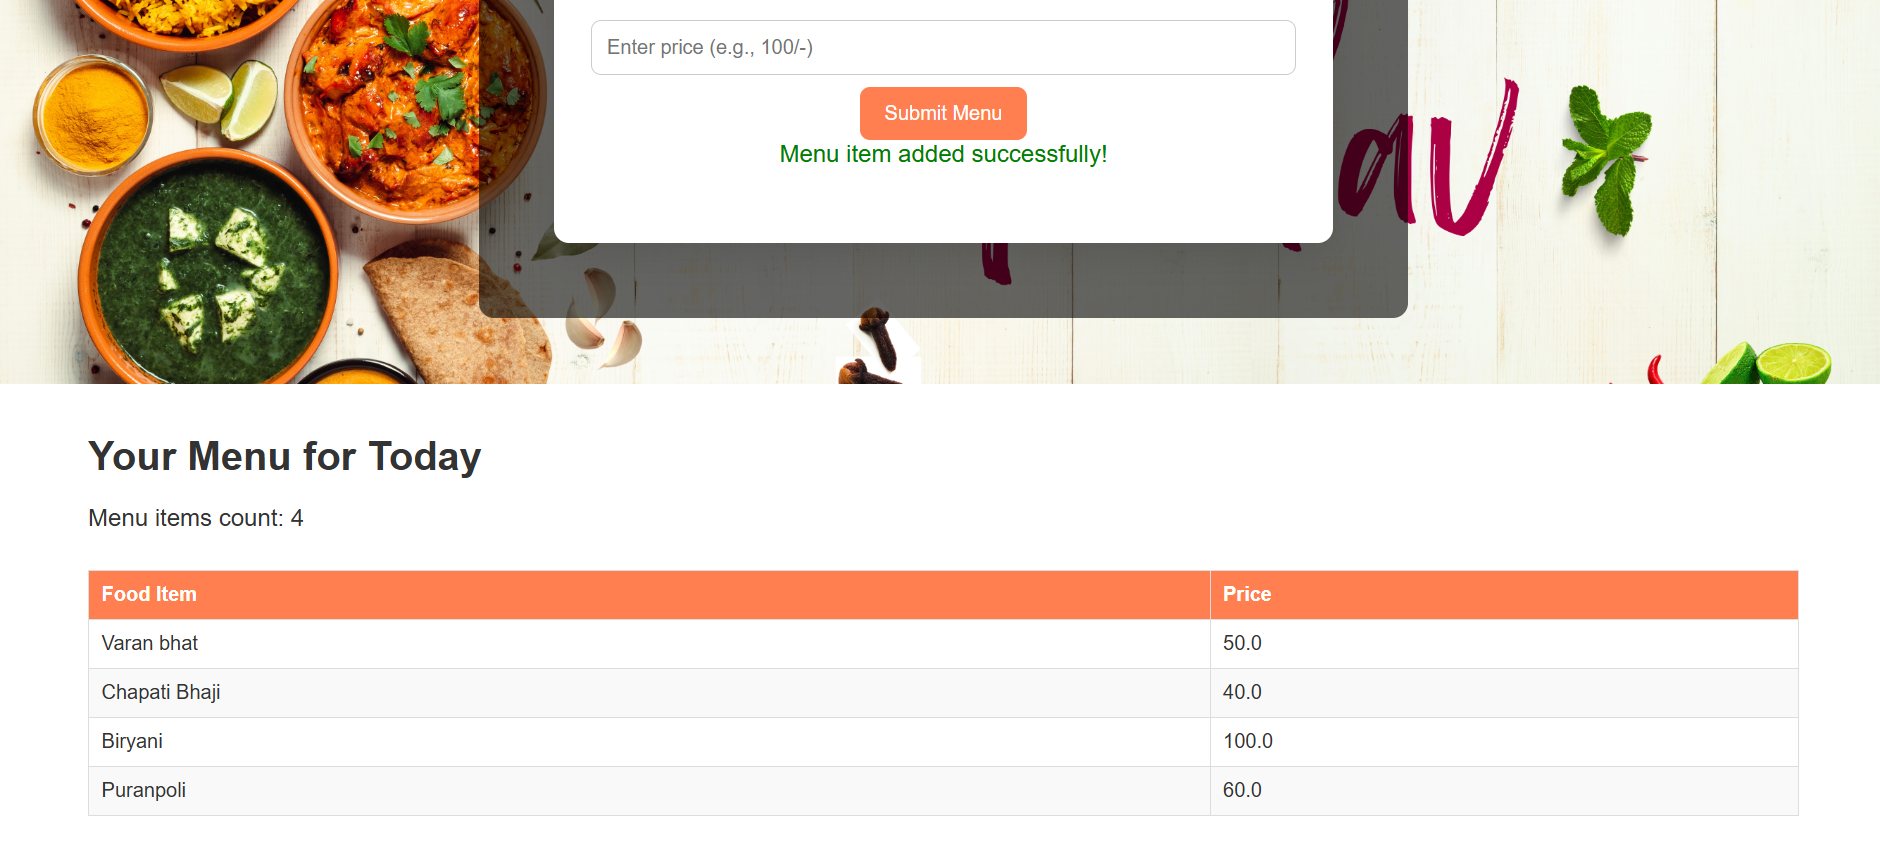 Enter price (e.g., 100/-)
Submit Menu
Menu item added successfully!
Your Menu for Today
Menu items count: 4
Food Item Price
Varan bhat 50.0
Chapati Bhaji 40.0
Biryani 100.0
Puranpoli 60.0